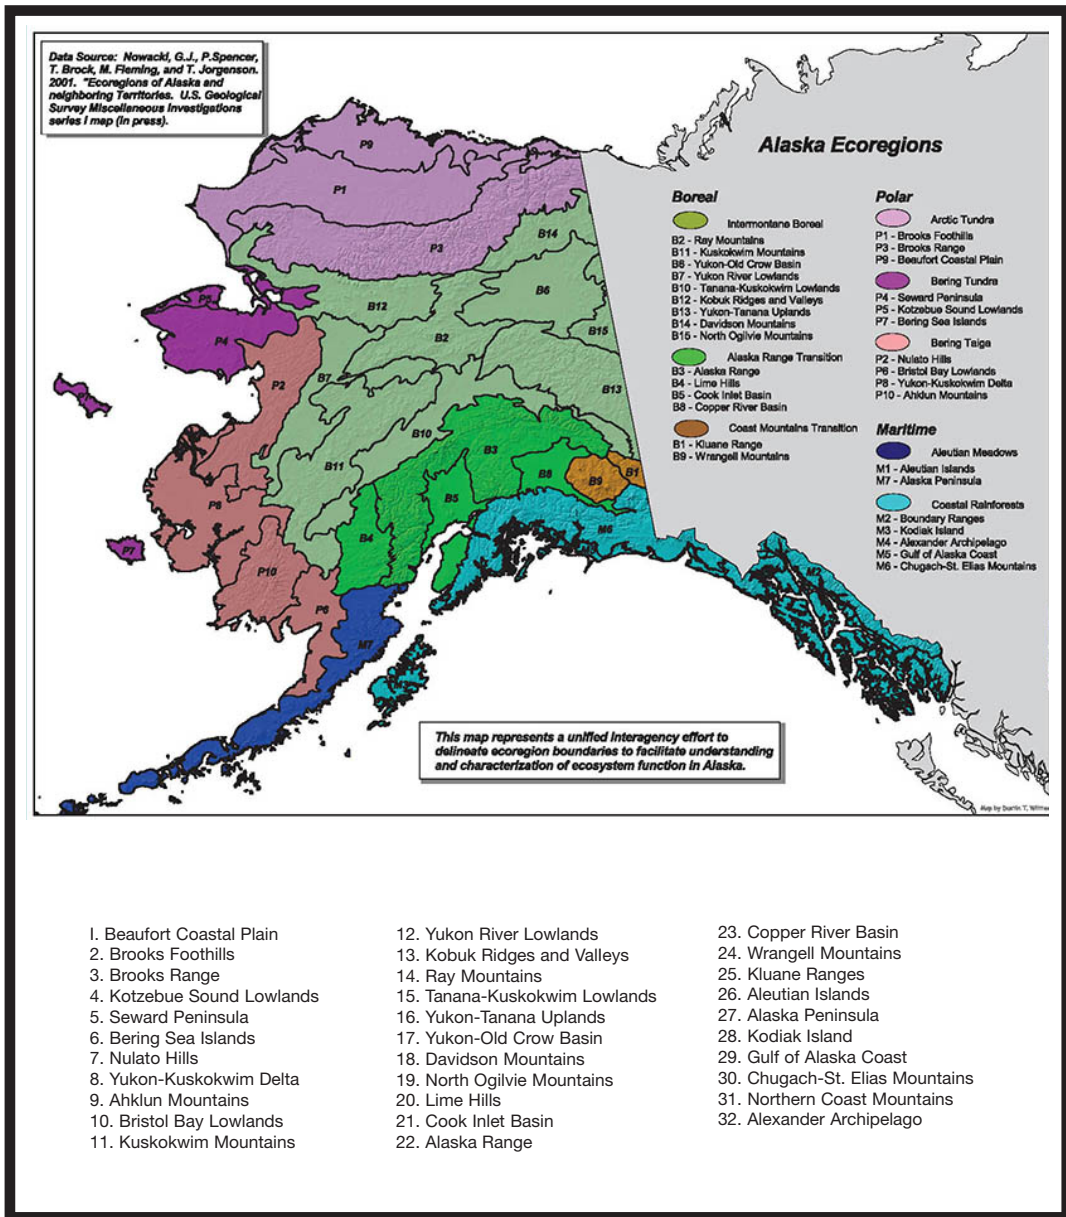 Data Source: Nowacki, G.J., P.Spencer,
T. Brock, M. Fleming, and T. Jorgenson.
2001. "Ecoregions of Alaska and
neighboring Territories. U.S. Geological
Survey Miscellaneous Investigations
series I map (in press).
Alaska Ecoregions
Boreal
Intermontane Boreal
B2 - Ray Mountains
B11 - Kuskokwim Mountains
B6 - Yukon-Old Crow Basin
B7 - Yukon River Lowlands
B10 - Tanana-Kuskokwim Lowlands
B12 - Kobuk Ridges and Valleys
B13 - Yukon-Tanana Uplands
B14 - Davidson Mountains
B15 - North Ogilvie Mountains
Alaska Range Transition
B3 - Alaska Range
B4 - Lime Hills
B5 - Cook Inlet Basin
B8 - Copper River Basin
Coast Mountains Transition
B1 - Kluane Range
B9 - Wrangell Mountains
Polar
Arctic Tundra
P1 - Brooks Foothills
P3 - Brooks Range
P9 - Beaufort Coastal Plain
Bering Tundra
P4 - Seward Peninsula
P5 - Kotzebue Sound Lowlands
P7 - Bering Sea Islands
Bering Taiga
P2 - Nulato Hills
P6 - Bristol Bay Lowlands
P8 - Yukon-Kuskokwim Delta
P10 - Ahklun Mountains
Maritime
Aleutian Meadows
M1 - Aleutian Islands
M7 - Alaska Peninsula
Coastal Rainforests
M2 - Boundary Ranges
M3 - Kodiak Island
M4 - Alexander Archipelago
M5 - Gulf of Alaska Coast
M6 - Chugach-St. Elias Mountains
P9
P1
P3
B14
B6
P5
B12
P4
B15
B2
P2
B7
B13
B10
B3
B11
B8
B9
B1
B5
P8
M6
B4
P7
P10
M2
P6
M7
This map represents a unified interagency effort to
delineate ecoregion boundaries to facilitate understanding
and characterization of ecosystem function in Alaska.
Map by Dustin T.
I. Beaufort Coastal Plain
2. Brooks Foothills
3. Brooks Range
4. Kotzebue Sound Lowlands
5. Seward Peninsula
6. Bering Sea Islands
7. Nulato Hills
8. Yukon-Kuskokwim Delta
9. Ahklun Mountains
10. Bristol Bay Lowlands
11. Kuskokwim Mountains
12. Yukon River Lowlands
13. Kobuk Ridges and Valleys
14. Ray Mountains
15. Tanana-Kuskokwim Lowlands
16. Yukon-Tanana Uplands
17. Yukon-Old Crow Basin
18. Davidson Mountains
19. North Ogilvie Mountains
20. Lime Hills
21. Cook Inlet Basin
22. Alaska Range
23. Copper River Basin
24. Wrangell Mountains
25. Kluane Ranges
26. Aleutian Islands
27. Alaska Peninsula
28. Kodiak Island
29. Gulf of Alaska Coast
30. Chugach-St. Elias Mountains
31. Northern Coast Mountains
32. Alexander Archipelago